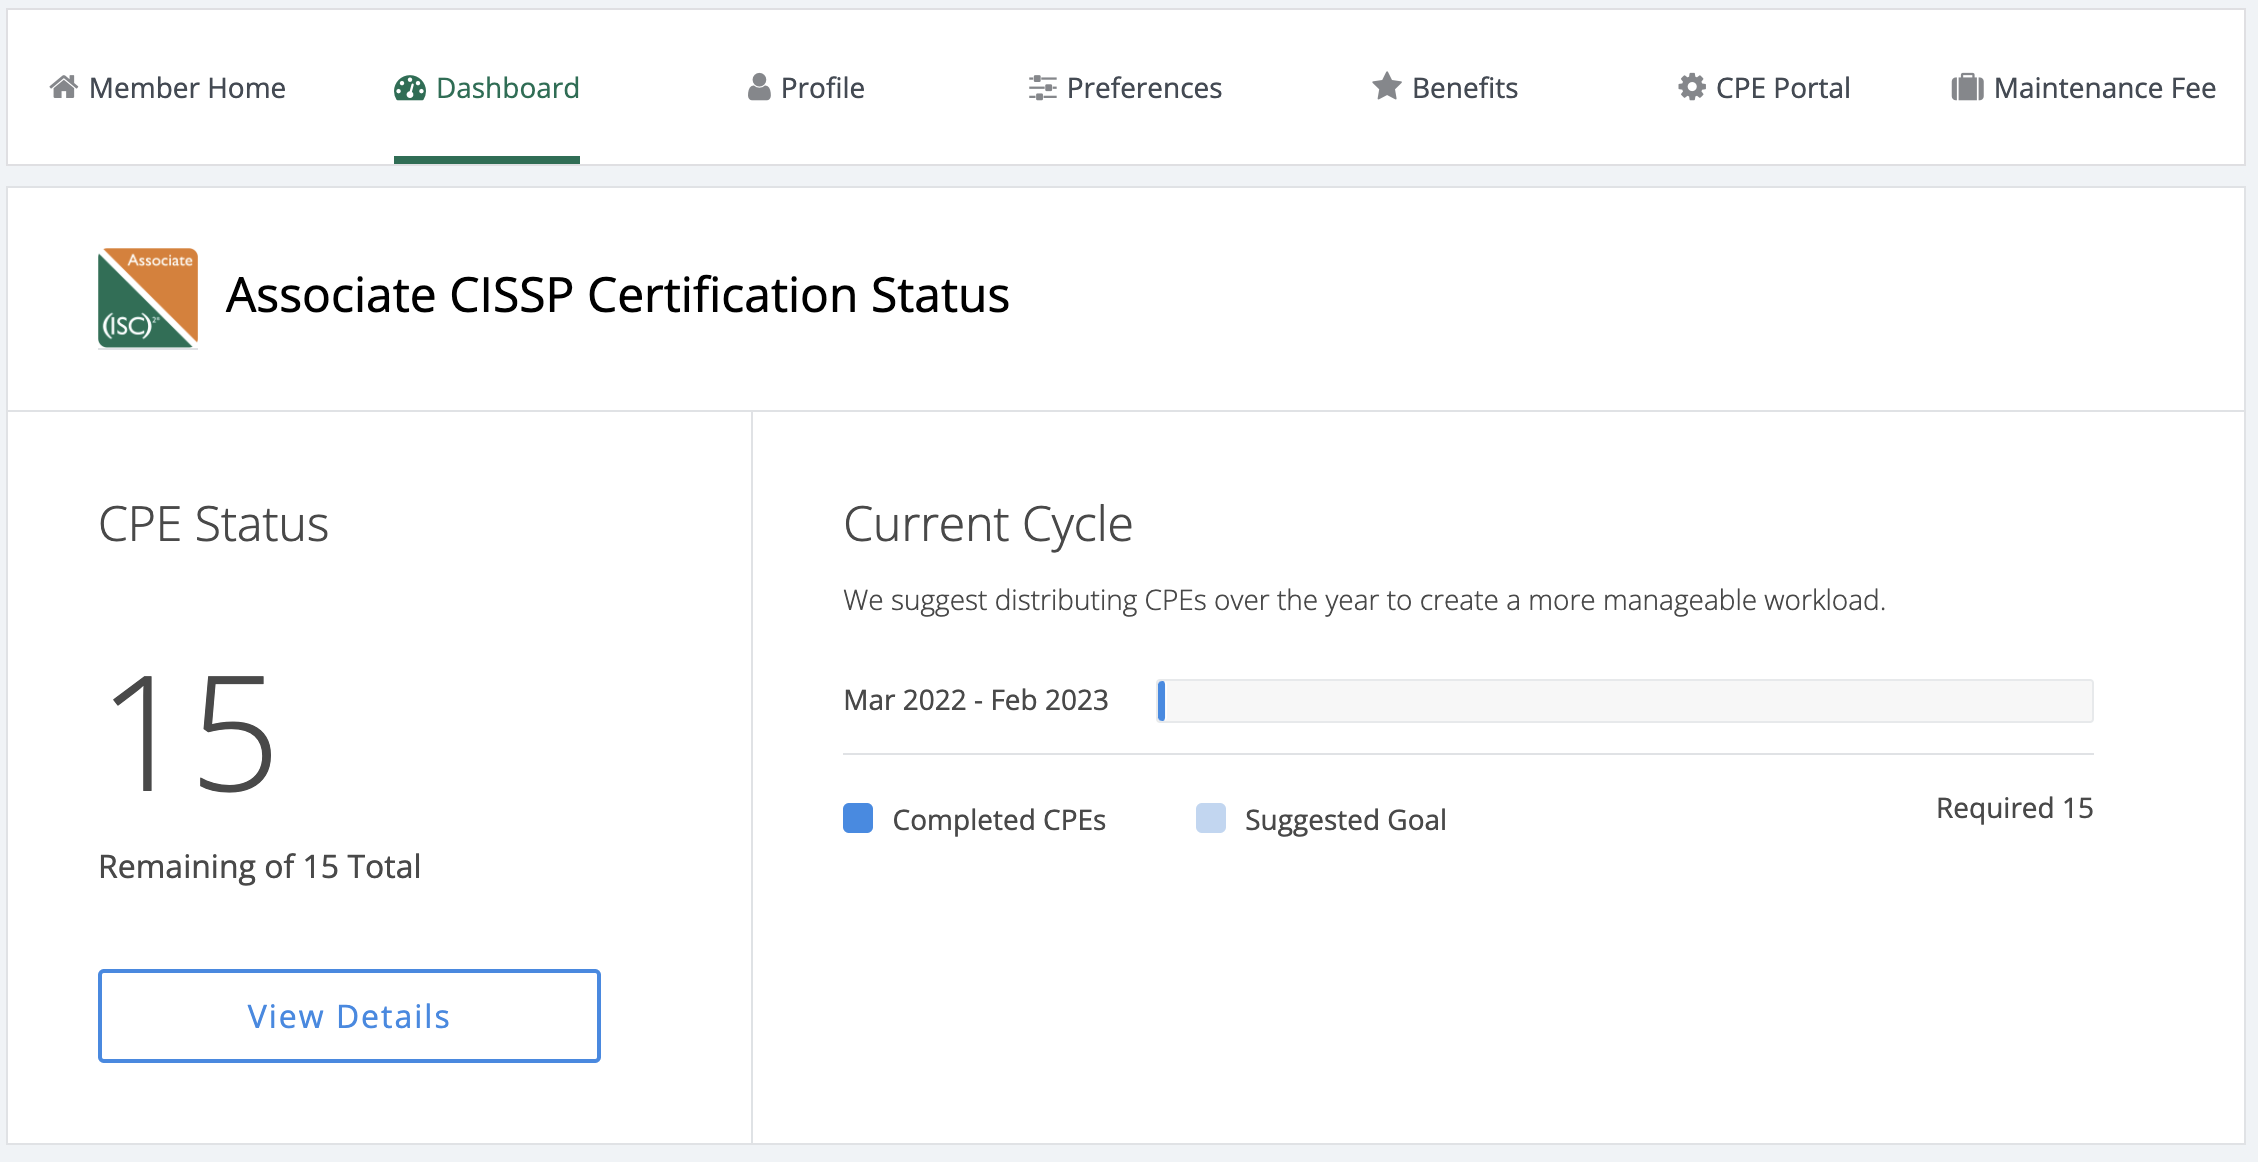 Member Home Dashboard Profile Preferences Benefits CPE Portal Maintenance Fee
Associate
(ISC)²®
Associate CISSP Certification Status
CPE Status
15
Remaining of 15 Total
View Details
Current Cycle
We suggest distributing CPEs over the year to create a more manageable workload.
Mar 2022 - Feb 2023
Completed CPEs Suggested Goal Required 15